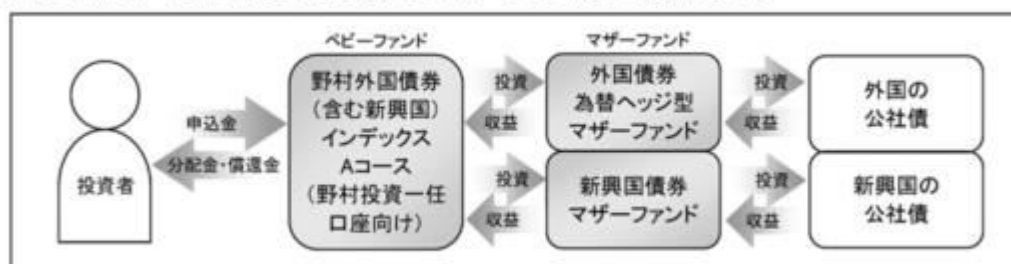 ベビーファンド
マザーファンド
投資者
申込金
分配金・償還金
野村外国債券
(含む新興国)
インデックス
Aコース
(野村投資一任
口座向け)
投資
収益
投資
収益
外国債券
為替ヘッジ型
マザーファンド
新興国債券
マザーファンド
投資
収益
投資
収益
外国の
公社債
新興国の
公社債